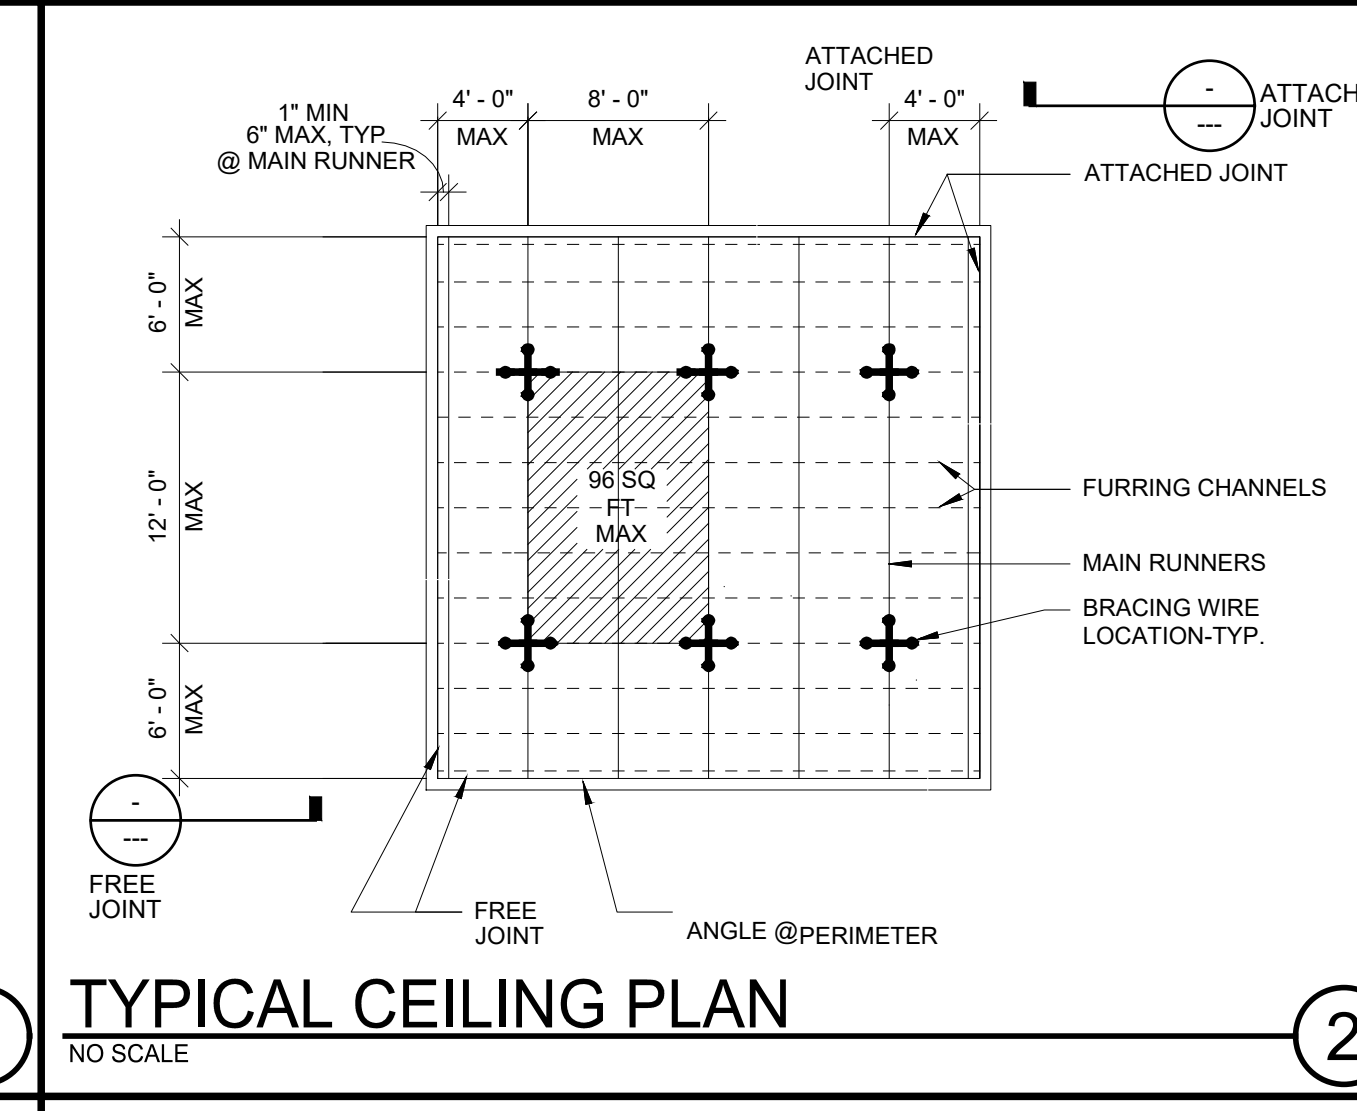 ATTACHED
JOINT
4' - 0"
MAX
8' - 0"
MAX
4' - 0"
MAX
-
---
ATTACH
JOINT
1" MIN
6" MAX, TYP
@ MAIN RUNNER
ATTACHED JOINT
6' - 0"
MAX
12' - 0"
MAX
6' - 0"
MAX
96 SQ
FT
MAX
FURRING CHANNELS
MAIN RUNNERS
BRACING WIRE
LOCATION-TYP.
-
---
FREE
JOINT
FREE
JOINT
ANGLE @PERIMETER
TYPICAL CEILING PLAN
NO SCALE
2